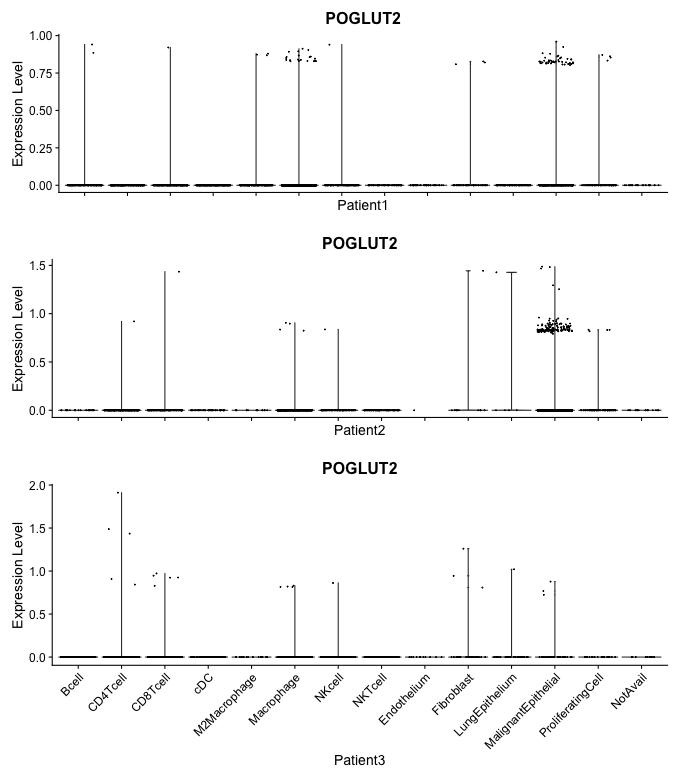 POGLUT2
Expression Level
1.00
0.75
0.50
0.25
0.00
Patient1
POGLUT2
Expression Level
1.5
1.0
0.5
0.0
Patient2
POGLUT2
Expression Level
2.0
1.5
1.0
0.5
0.0
Bcell
CD4Tcell
CD8Tcell
cDC
M2Macrophage
Macrophage
NKcell
NKTcell
Endothelium
Fibroblast
LungEpithelium
MalignantEpithelial
ProliferatingCell
NotAvail
Patient3